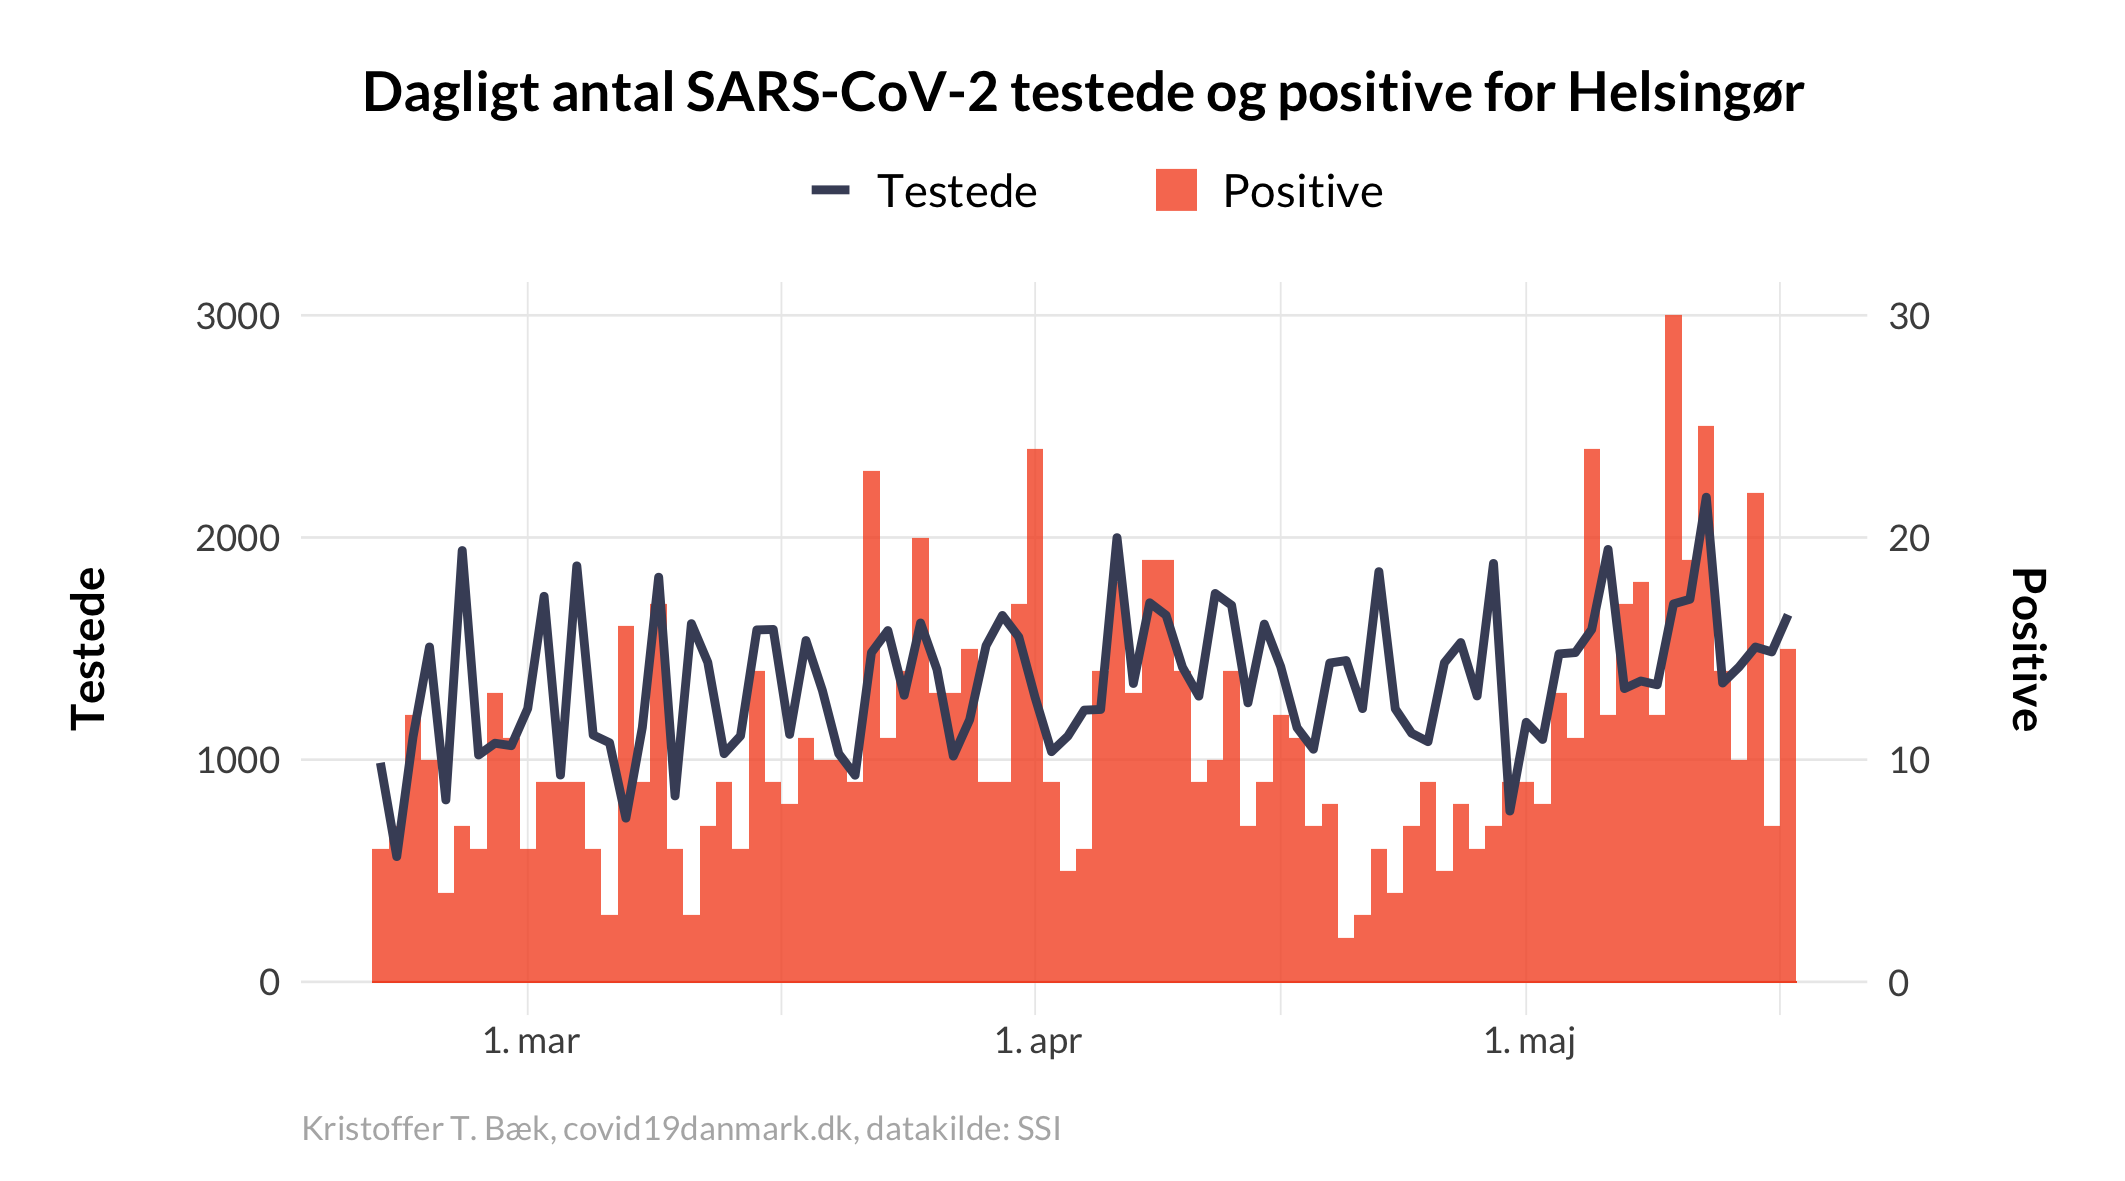 Dagligt antal SARS-CoV-2 testede og positive for Helsingør
Testede Positive
3000 30
2000 20
1000 10
0 0
Testede
Positive
1. mar 1. apr 1. maj
Kristoffer T. Bæk, covid19danmark.dk, datakilde: SSI